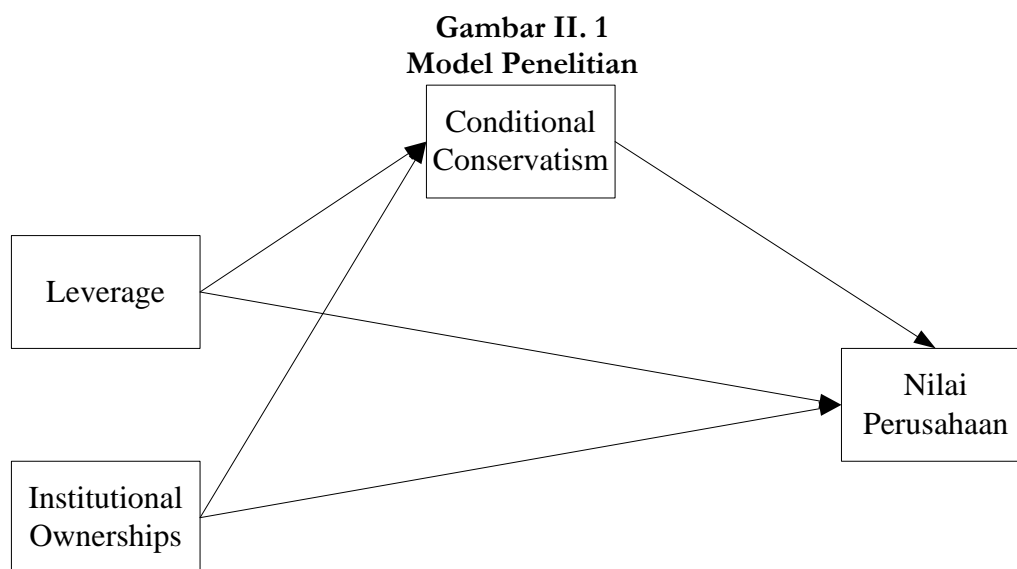 Gambar II. 1
Model Penelitian
Conditional
Conservatism
Leverage
Nilai
Perusahaan
Institutional
Ownerships